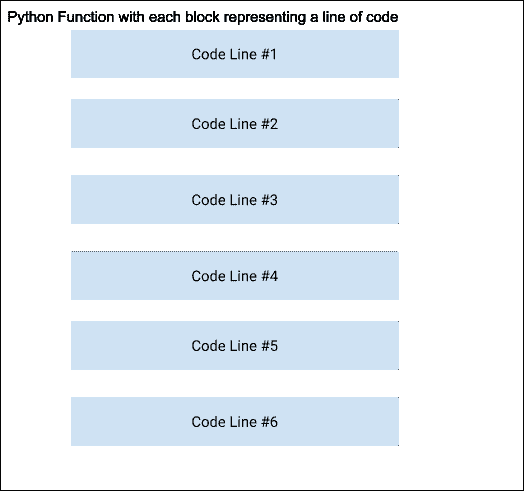 Python Function with each block representing a line of code
Code Line #1
Code Line #2
Code Line #3
Code Line #4
Code Line #5
Code Line #6